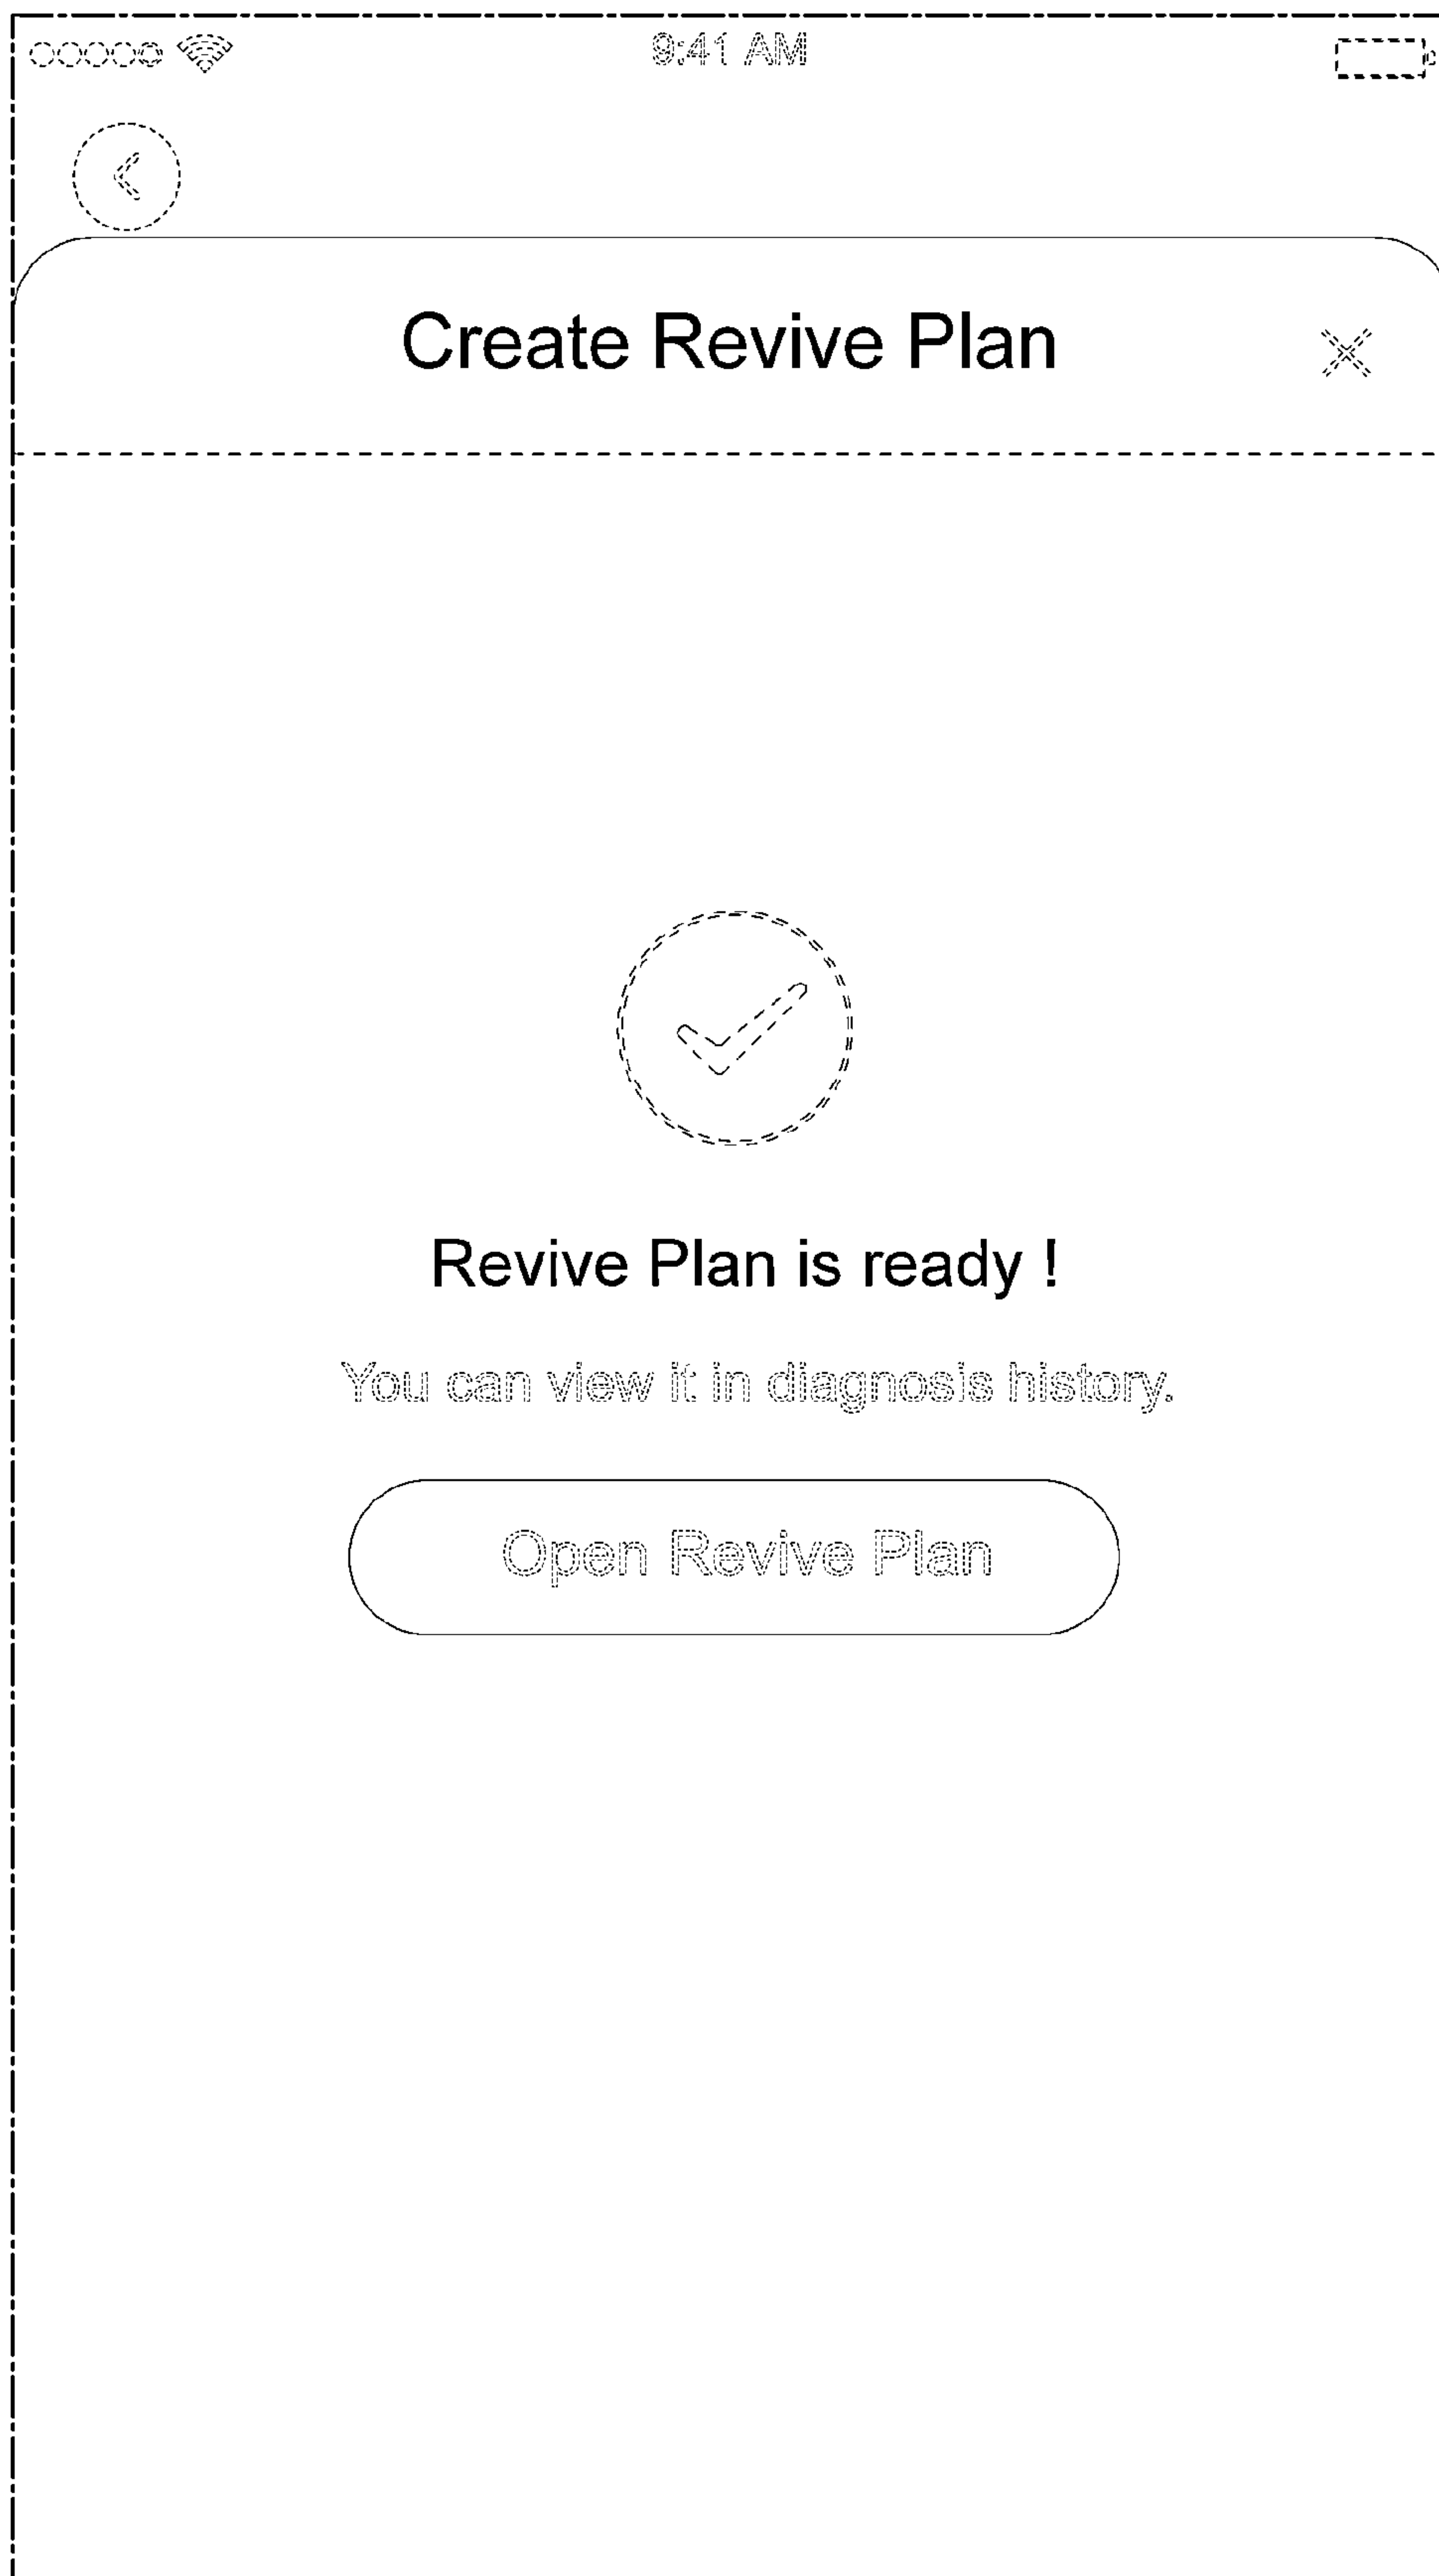 9:41 AM
Create Revive Plan
Revive Plan is ready !
You can view it in diagnosis history.
Open Revive Plan